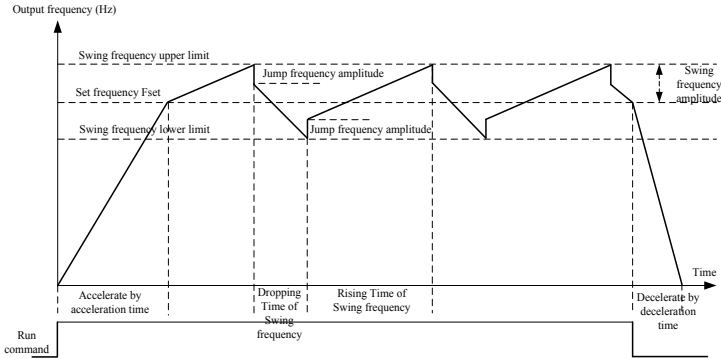 Output frequency (Hz)
Swing frequency upper limit
Jump frequency amplitude
Swing
frequency
amplitude
Set frequency Fset
Swing frequency lower limit
Jump frequency amplitude
Time
Accelerate by
acceleration time
Dropping
Time of
Swing
frequency
Rising Time of
Swing frequency
Decelerate by
deceleration
time
Run
command